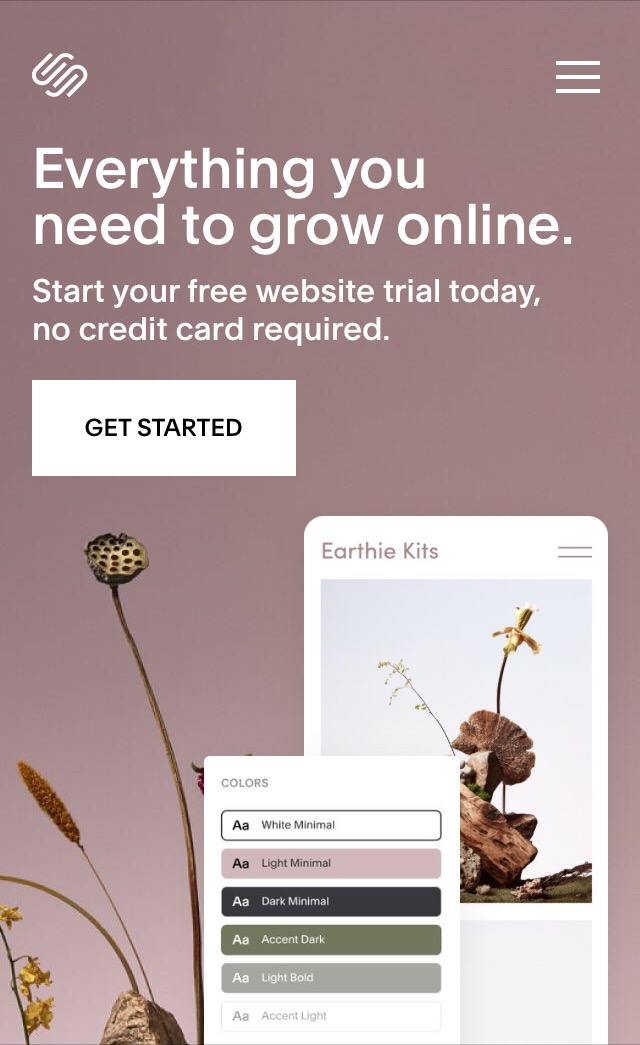 Everything you
need to grow online.
Start your free website trial today,
no credit card required.
GET STARTED
Earthie Kits
COLORS
Aa White Minimal
Aa Light Minimal
Aa Dark Minimal
Aa Accent Dark
Aa Light Bold
Aa Accent Light